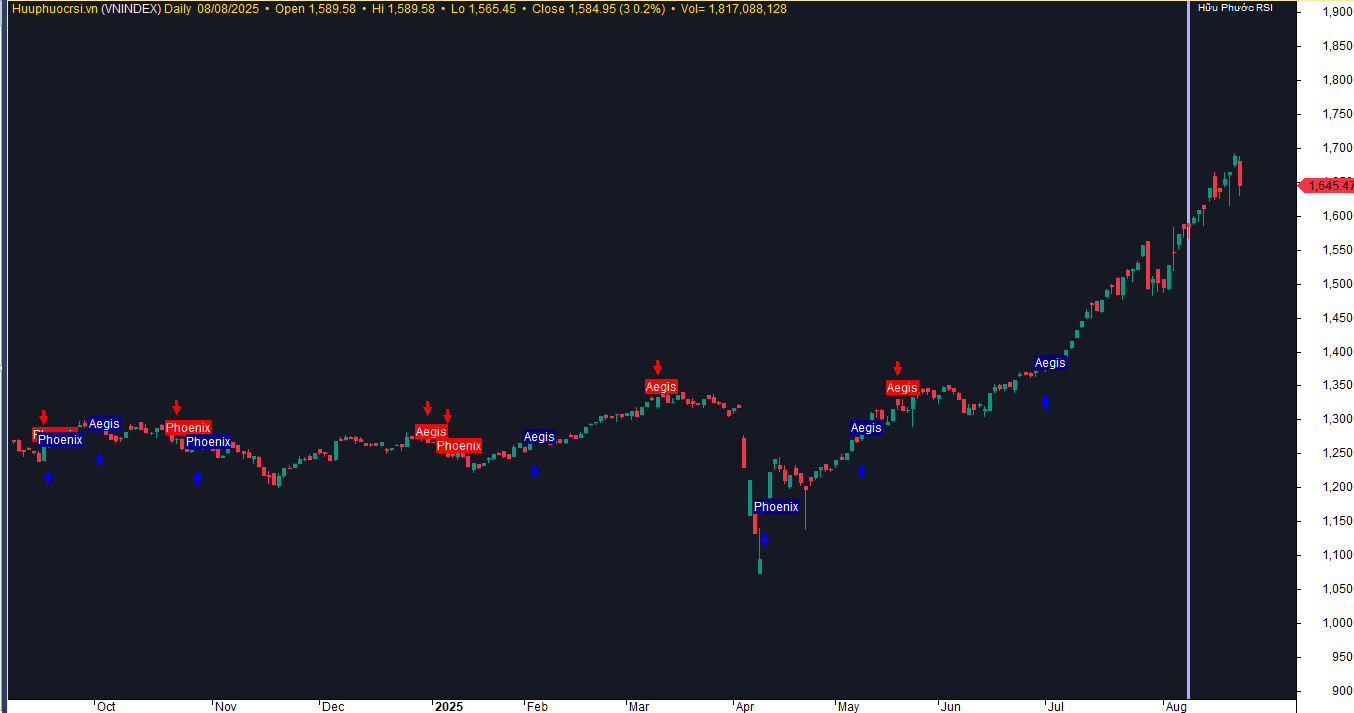 Huuphuocrsi.vn (VNINDEX) Daily 08/08/2025 • Open 1,589.58 • Hi 1,589.58 • Lo 1,565.45 • Close 1,584.95 (3 0.2%) • Vol= 1,817,088,128
Hữu Phước RSI
1,900
1,850
1,800
1,750
1,700
1,645.47
1,600
1,550
1,500
1,450
1,400
1,350
1,300
1,250
1,200
1,150
1,100
1,050
1,000
950
900
Aegis
Aegis
Aegis
Aegis
Phoenix
Aegis
Aegis
Phoenix
Phoenix
Aegis
Phoenix
Aegis
Phoenix
Oct
Nov
Dec
2025
Feb
Mar
Apr
May
Jun
Jul
Aug